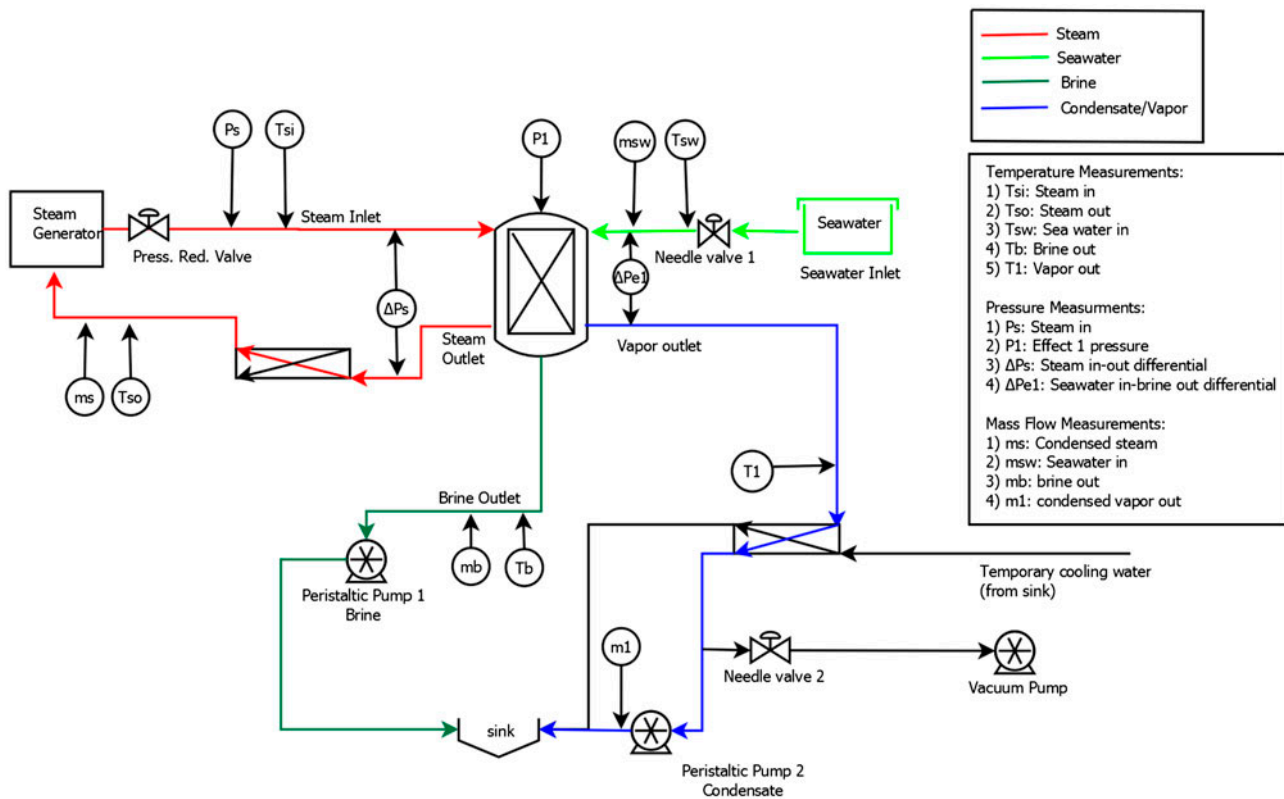 Steam
Seawater
Brine
Condensate/Vapor
Ps
Tsi
P1
msw
Tsw
Steam
Generator
Steam Inlet
Press. Red. Valve
Seawater
Needle valve 1
Seawater Inlet
ΔPs
ΔPe1
Steam
Outlet
Vapor outlet
ms
Tso
Temperature Measurements:
1) Tsi: Steam in
2) Tso: Steam out
3) Tsw: Sea water in
4) Tb: Brine out
5) T1: Vapor out
Pressure Measurments:
1) Ps: Steam in
2) P1: Effect 1 pressure
3) ΔPs: Steam in-out differential
4) ΔPe1: Seawater in-brine out differential
Mass Flow Measurements:
1) ms: Condensed steam
2) msw: Seawater in
3) mb: brine out
4) m1: condensed vapor out
T1
Brine Outlet
mb
Tb
Peristaltic Pump 1
Brine
Temporary cooling water
(from sink)
m1
Needle valve 2
Vacuum Pump
sink
Peristaltic Pump 2
Condensate